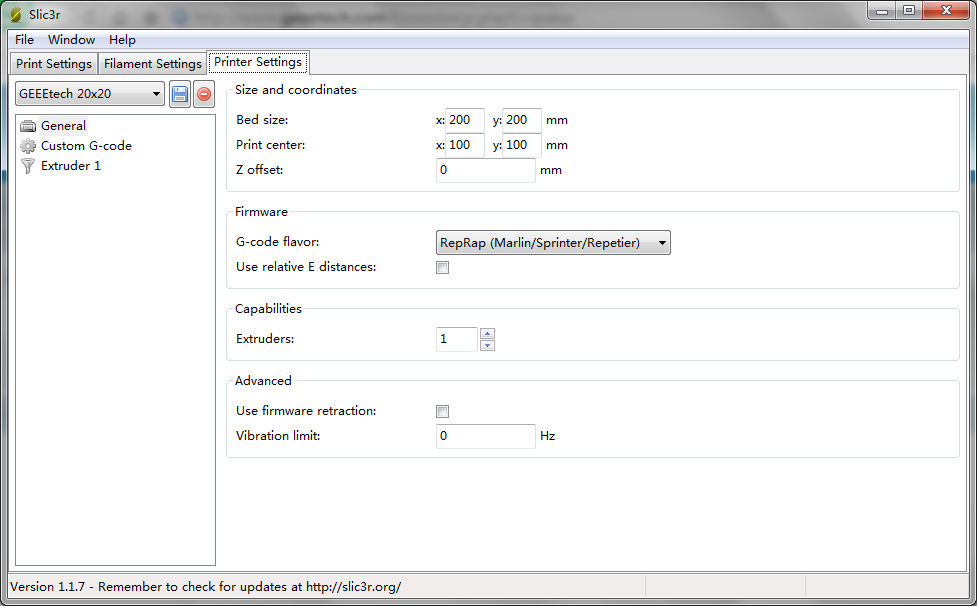 Slic3r
File Window Help
Print Settings Filament Settings Printer Settings
GEEEtech 20x20
General
Custom G-code
Extruder 1
Size and coordinates
Bed size: x: 200 y: 200 mm
Print center: x: 100 y: 100 mm
Z offset: 0 mm
Firmware
G-code flavor: RepRap (Marlin/Sprinter/Repetier)
Use relative E distances:
Capabilities
Extruders: 1
Advanced
Use firmware retraction:
Vibration limit: 0 Hz
Version 1.1.7 - Remember to check for updates at http://slic3r.org/